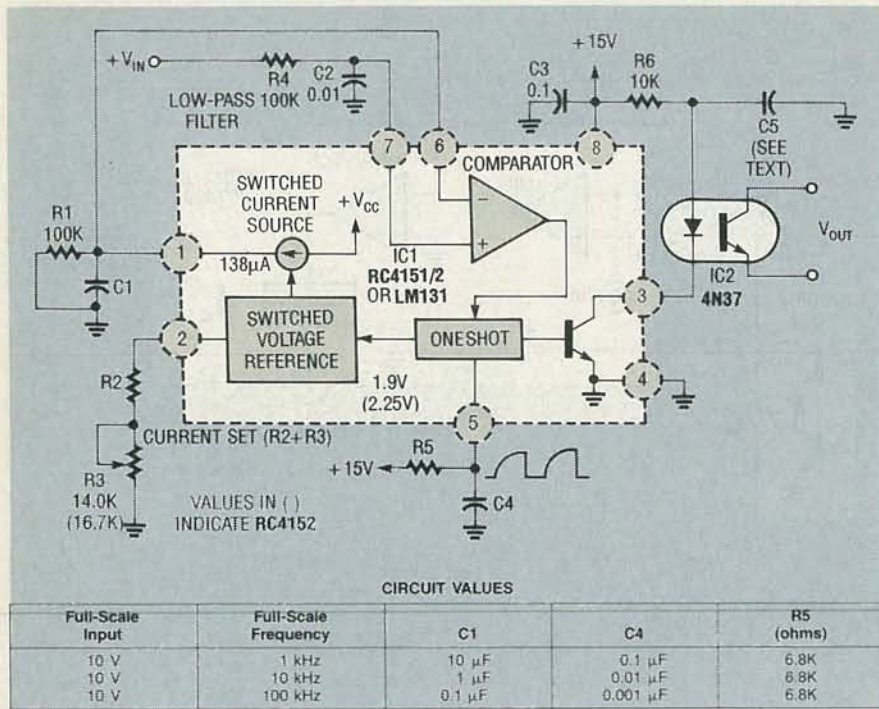 + VIN
R4
100K
LOW-PASS
FILTER
C2
0.01
C3
0.1
+ 15V
R6
10K
C5
(SEE
TEXT)
7
6
8
COMPARATOR
SWITCHED
CURRENT
SOURCE
+ VCC
R1
100K
C1
1
138μA
IC1
RC4151/2
OR LM131
−
+
VOUT
IC2
4N37
3
2
SWITCHED
VOLTAGE
REFERENCE
ONESHOT
4
R2
1.9V
(2.25V)
5
CURRENT SET (R2+R3)
R3
14.0K
(16.7K)
+ 15V
R5
C4
VALUES IN ( )
INDICATE RC4152
CIRCUIT VALUES
Full-Scale Input Full-Scale Frequency C1 C4 R5 (ohms)
10 V 1 kHz 10 μF 0.1 μF 6.8K
10 V 10 kHz 1 μF 0.01 μF 6.8K
10 V 100 kHz 0.1 μF 0.001 μF 6.8K